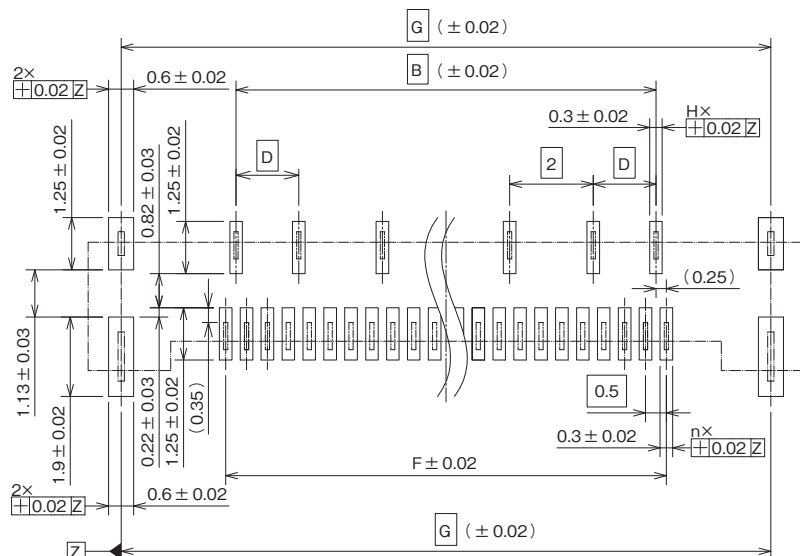 G (±0.02)
B (±0.02)
2×
⌖ 0.02 Z
0.6±0.02
0.3±0.02
H×
⌖ 0.02 Z
1.25±0.02
0.82±0.03
1.25±0.02
D
2
D
(0.25)
1.13±0.03
1.9±0.02
0.22±0.03
1.25±0.02
(0.35)
0.5
0.3±0.02
n×
⌖ 0.02 Z
F±0.02
2×
⌖ 0.02 Z
0.6±0.02
G (±0.02)
Z